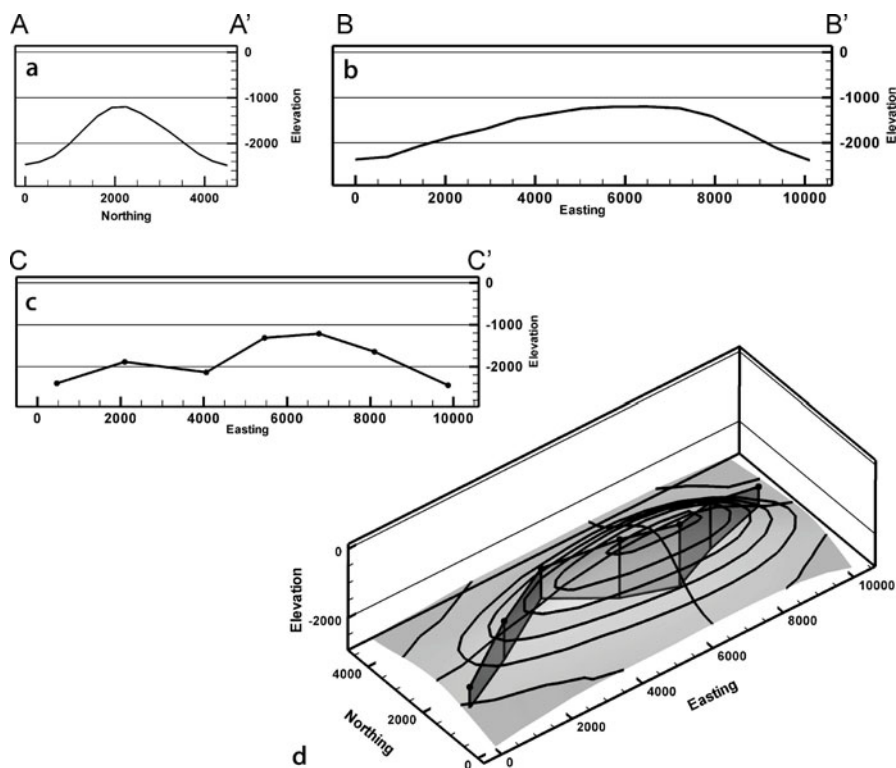 A A' B B'
a 0 b 0
-1000 -1000
-2000 -2000
Elevation Elevation
0 2000 4000 0 2000 4000 6000 8000 10000
Northing Easting
C C'
c 0
-1000
-2000
Elevation
0 2000 4000 6000 8000 10000
Easting
0
Elevation
-2000
10000
8000
6000
4000
2000
0
Easting
4000
2000
0
Northing
d